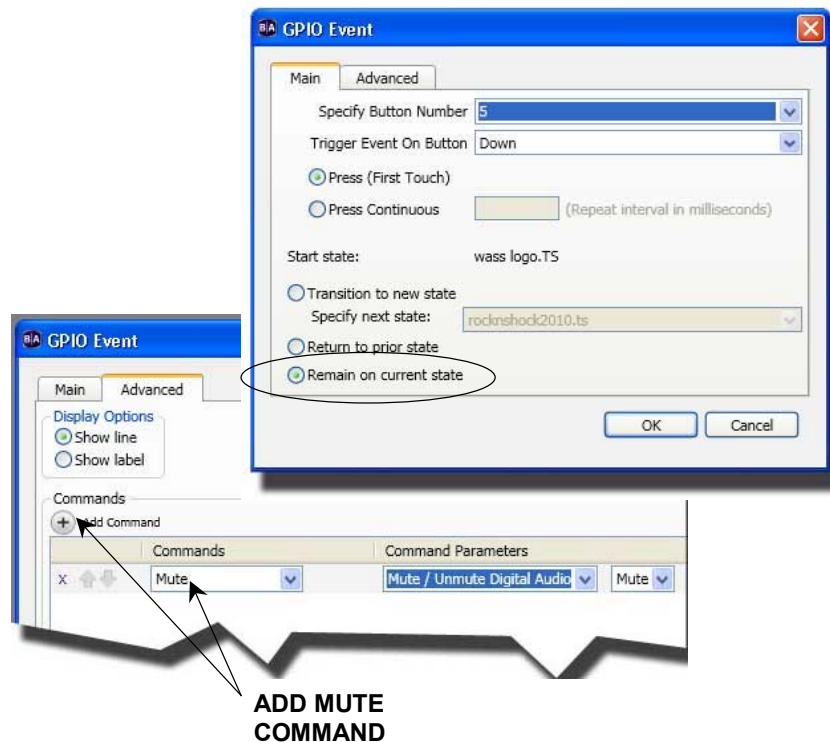 BA GPIO Event
Main Advanced
Specify Button Number 5
Trigger Event On Button Down
Press (First Touch)
Press Continuous (Repeat interval in milliseconds)
Start state: wass logo.TS
Transition to new state
Specify next state: rocknshock2010.ts
Return to prior state
Remain on current state
OK Cancel
BA GPIO Event
Main Advanced
Display Options
Show line
Show label
Commands
+ Add Command
Commands Command Parameters
X Mute Mute / Unmute Digital Audio Mute
ADD MUTE
COMMAND